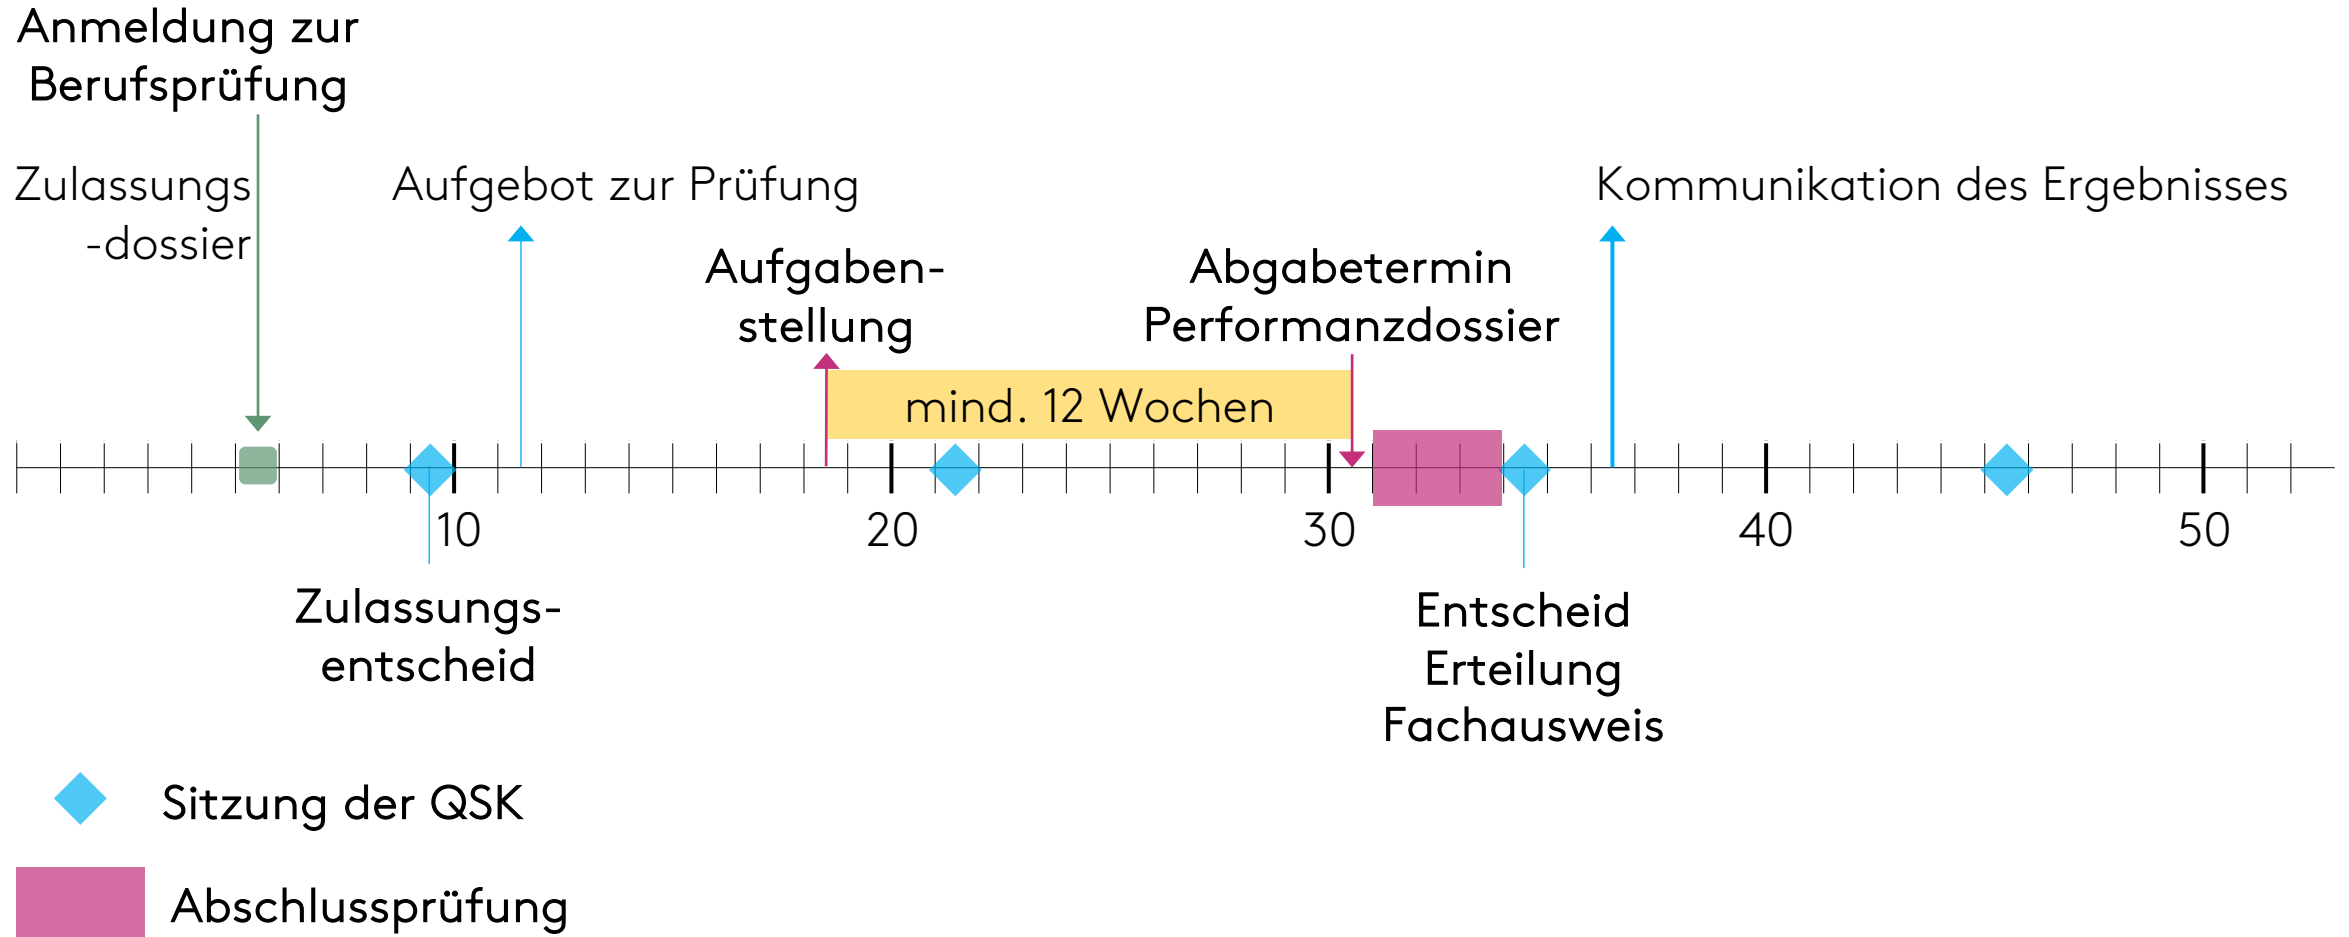 Anmeldung zur
Berufsprüfung
Zulassungs
-dossier
Aufgebot zur Prüfung
Kommunikation des Ergebnisses
Aufgaben-
stellung
Abgabetermin
Performanzdossier
mind. 12 Wochen
10
20
30
40
50
Zulassungs-
entscheid
Entscheid
Erteilung
Fachausweis
Sitzung der QSK
Abschlussprüfung